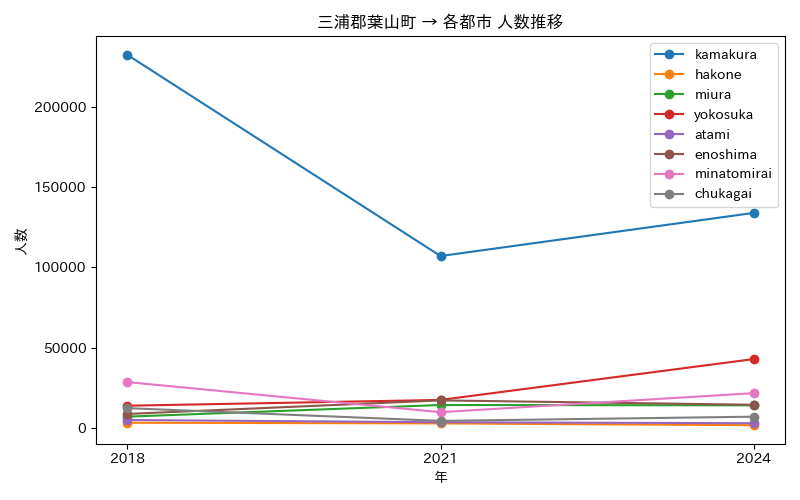 三浦郡葉山町 → 各都市 人数推移
kamakura
hakone
miura
yokosuka
atami
enoshima
minatomirai
chukagai
200000
150000
100000
50000
0
人数
2018 2021 2024
年